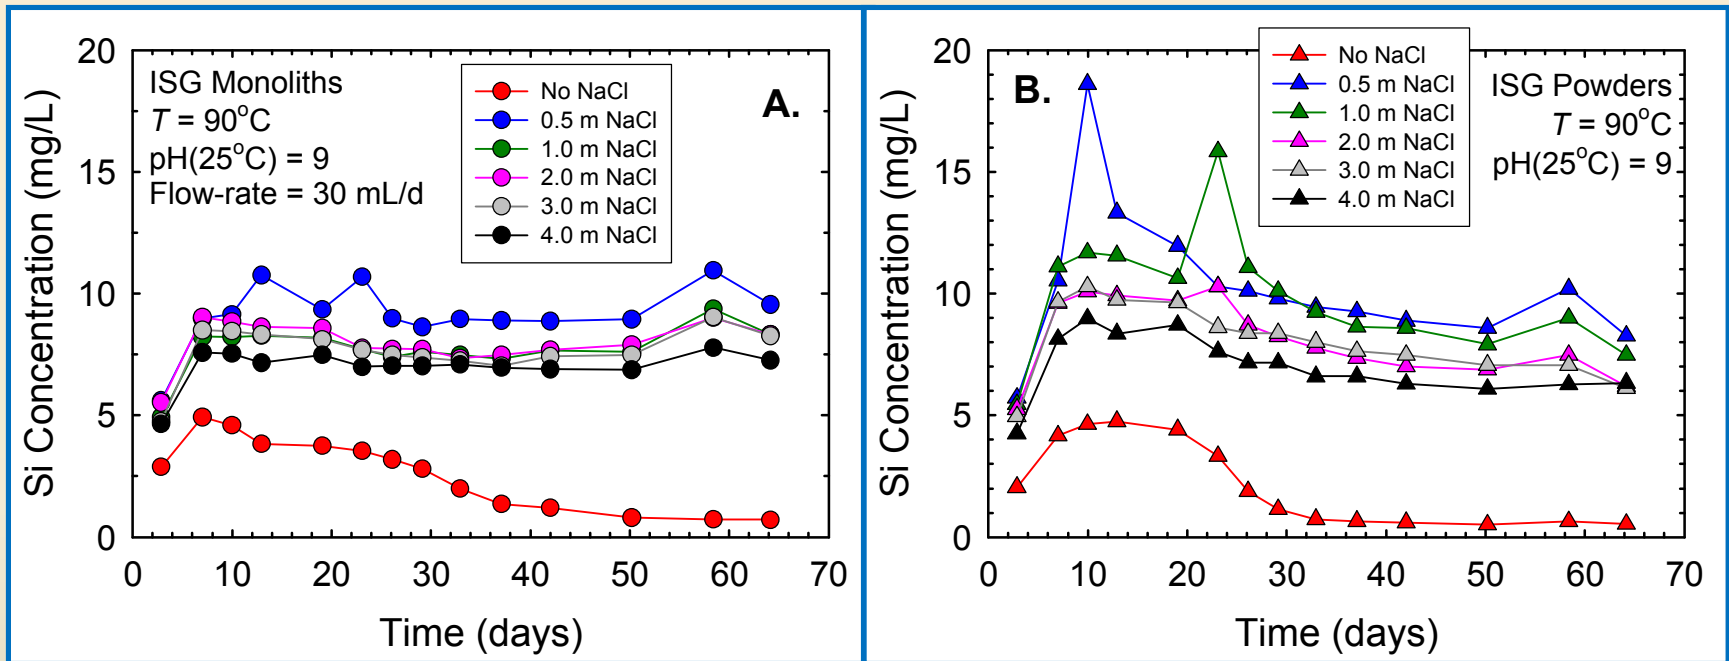 ISG Monoliths
T = 90°C
pH(25°C) = 9
Flow-rate = 30 mL/d
No NaCl
0.5 m NaCl
1.0 m NaCl
2.0 m NaCl
3.0 m NaCl
4.0 m NaCl
A.
Si Concentration (mg/L)
20
15
10
5
0
0 10 20 30 40 50 60 70
Time (days)
B.
No NaCl
0.5 m NaCl
1.0 m NaCl
2.0 m NaCl
3.0 m NaCl
4.0 m NaCl
ISG Powders
T = 90°C
pH(25°C) = 9
Si Concentration (mg/L)
20
15
10
5
0
0 10 20 30 40 50 60 70
Time (days)